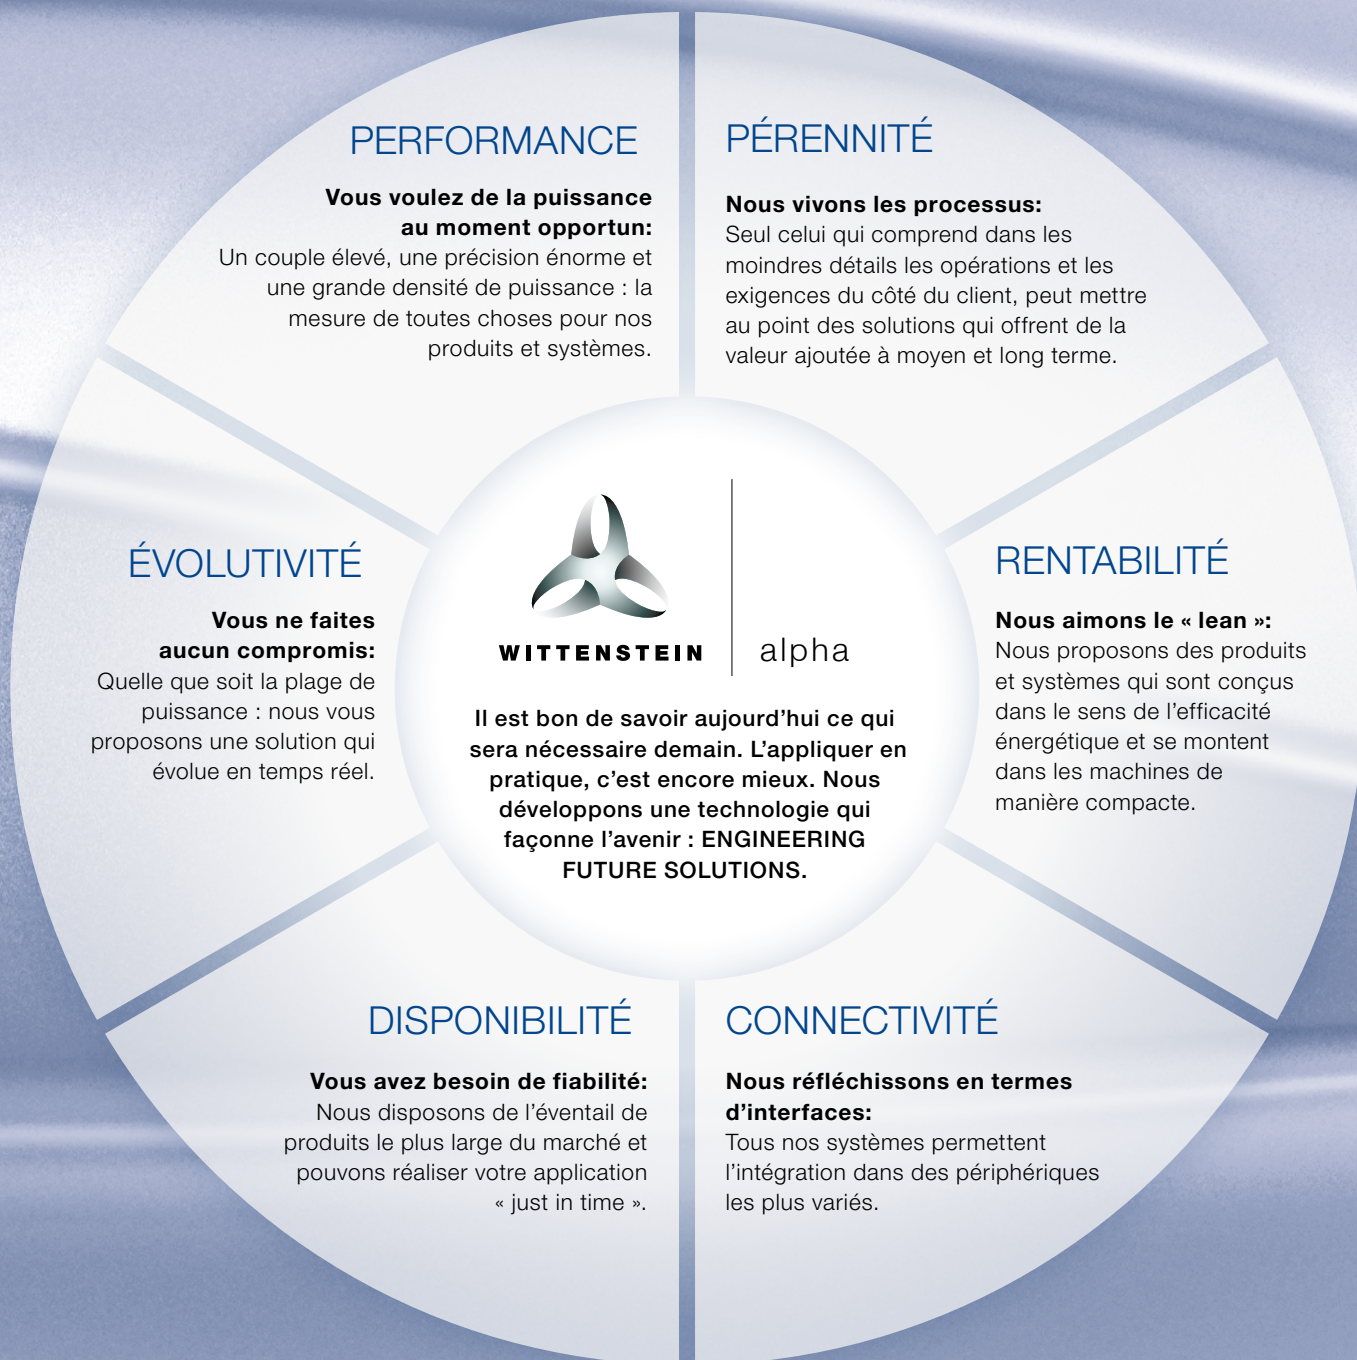 PERFORMANCE
Vous voulez de la puissance
au moment opportun:
Un couple élevé, une précision énorme et
une grande densité de puissance : la
mesure de toutes choses pour nos
produits et systèmes.
PÉRENNITÉ
Nous vivons les processus:
Seul celui qui comprend dans les
moindres détails les opérations et les
exigences du côté du client, peut mettre
au point des solutions qui offrent de la
valeur ajoutée à moyen et long terme.
ÉVOLUTIVITÉ
Vous ne faites
aucun compromis:
Quelle que soit la plage de
puissance : nous vous
proposons une solution qui
évolue en temps réel.
WITTENSTEIN
alpha
Il est bon de savoir aujourd’hui ce qui
sera nécessaire demain. L’appliquer en
pratique, c’est encore mieux. Nous
développons une technologie qui
façonne l’avenir : ENGINEERING
FUTURE SOLUTIONS.
RENTABILITÉ
Nous aimons le « lean »:
Nous proposons des produits
et systèmes qui sont conçus
dans le sens de l’efficacité
énergétique et se montent
dans les machines de
manière compacte.
DISPONIBILITÉ
Vous avez besoin de fiabilité:
Nous disposons de l’éventail de
produits le plus large du marché et
pouvons réaliser votre application
« just in time ».
CONNECTIVITÉ
Nous réfléchissons en termes
d’interfaces:
Tous nos systèmes permettent
l’intégration dans des périphériques
les plus variés.